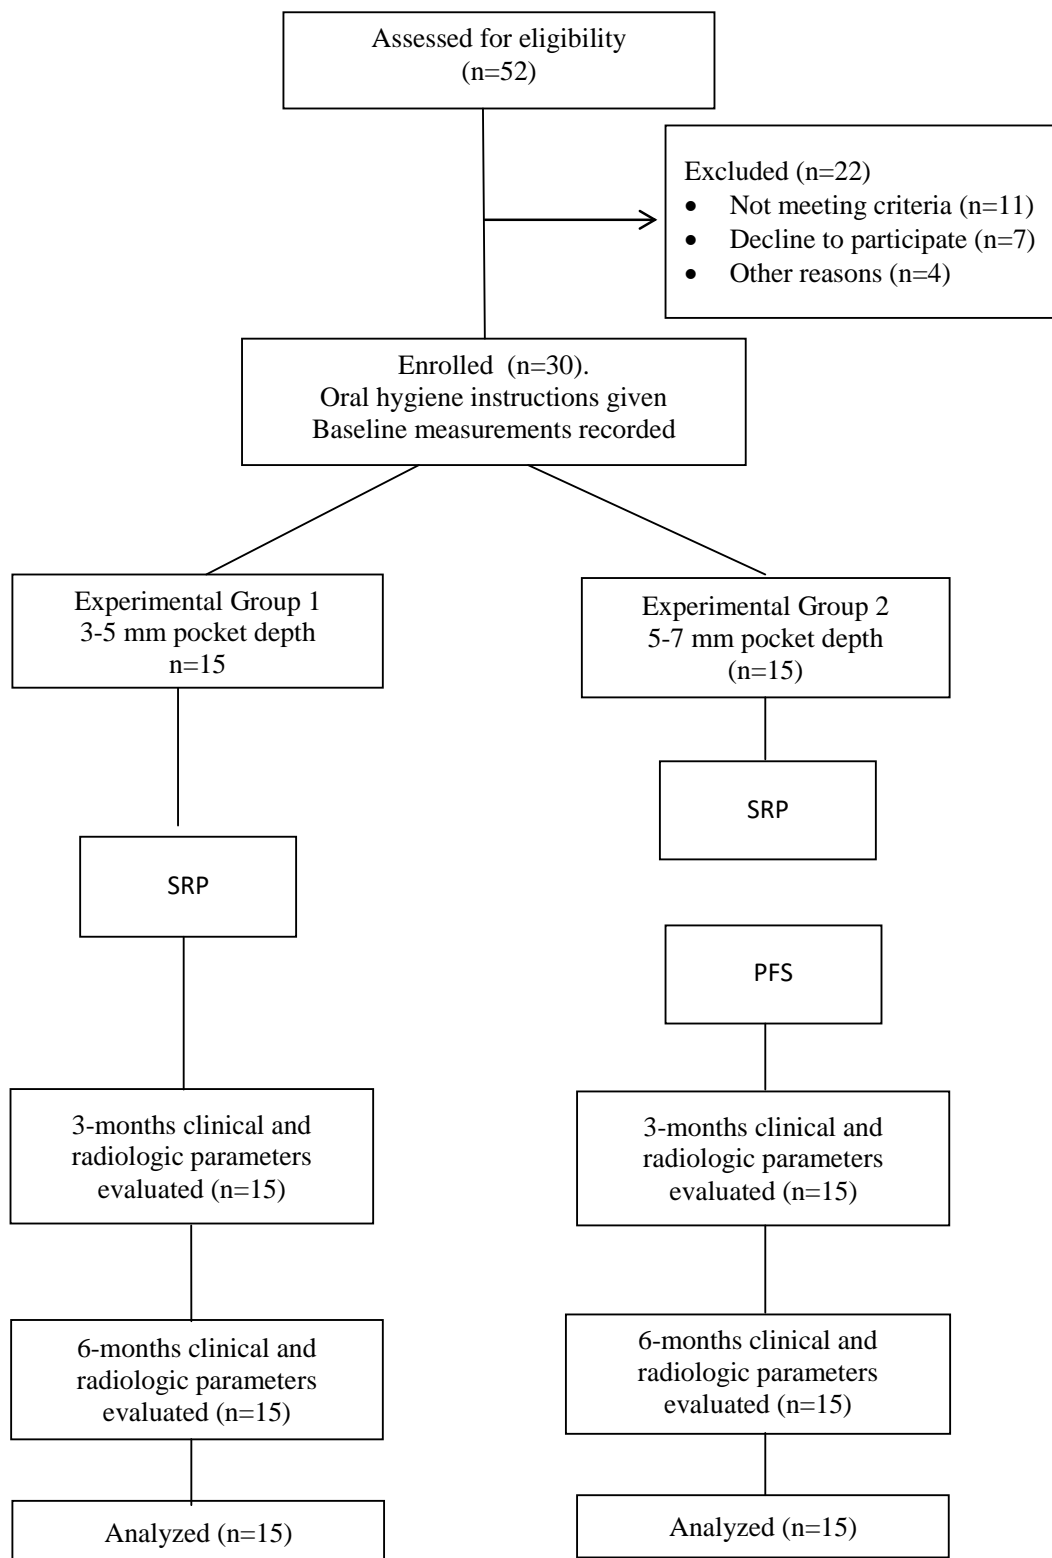 Assessed for eligibility
(n=52)
Excluded (n=22)
• Not meeting criteria (n=11)
• Decline to participate (n=7)
• Other reasons (n=4)
Enrolled (n=30).
Oral hygiene instructions given
Baseline measurements recorded
Experimental Group 1
3-5 mm pocket depth
n=15
Experimental Group 2
5-7 mm pocket depth
(n=15)
SRP
SRP
PFS
3-months clinical and
radiologic parameters
evaluated (n=15)
3-months clinical and
radiologic parameters
evaluated (n=15)
6-months clinical and
radiologic parameters
evaluated (n=15)
6-months clinical and
radiologic parameters
evaluated (n=15)
Analyzed (n=15)
Analyzed (n=15)